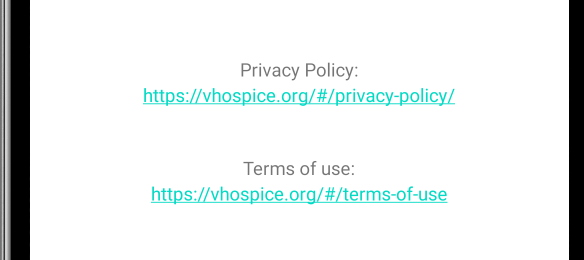 Privacy Policy:
https://vhospice.org/#/privacy-policy/
Terms of use:
https://vhospice.org/#/terms-of-use